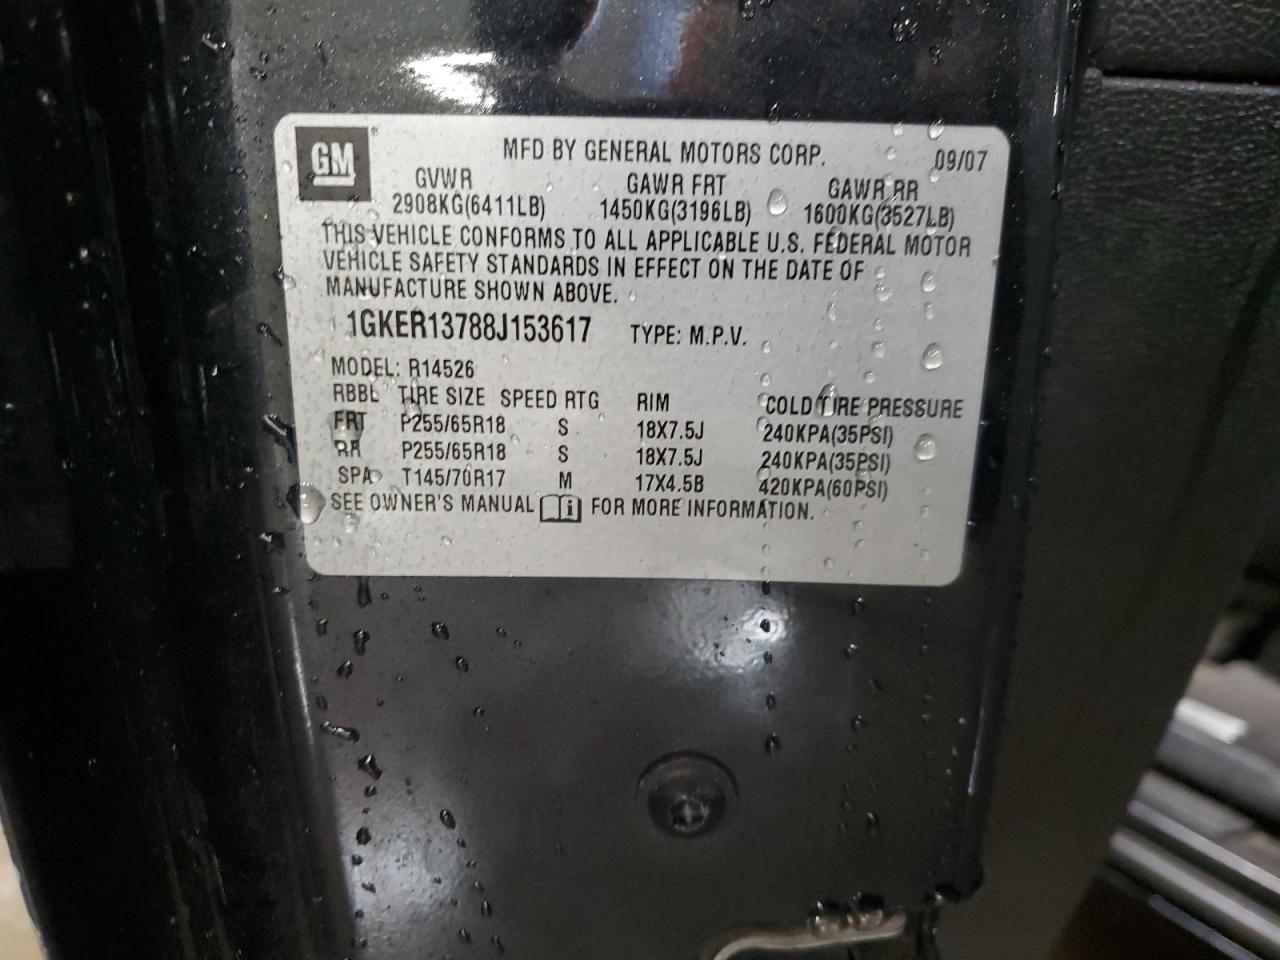 GM
MFD BY GENERAL MOTORS CORP. 09/07
GVWR GAWR FRT GAWR RR
2908KG(6411LB) 1450KG(3196LB) 1600KG(3527LB)
THIS VEHICLE CONFORMS TO ALL APPLICABLE U.S. FEDERAL MOTOR
VEHICLE SAFETY STANDARDS IN EFFECT ON THE DATE OF
MANUFACTURE SHOWN ABOVE.
1GKER13788J153617 TYPE: M.P.V.
MODEL: R14526
RBBL TIRE SIZE SPEED RTG RIM COLD TIRE PRESSURE
FRT P255/65R18 S 18X7.5J 240KPA(35PSI)
RR P255/65R18 S 18X7.5J 240KPA(35PSI)
SPA T145/70R17 M 17X4.5B 420KPA(60PSI)
SEE OWNER'S MANUAL i FOR MORE INFORMATION.